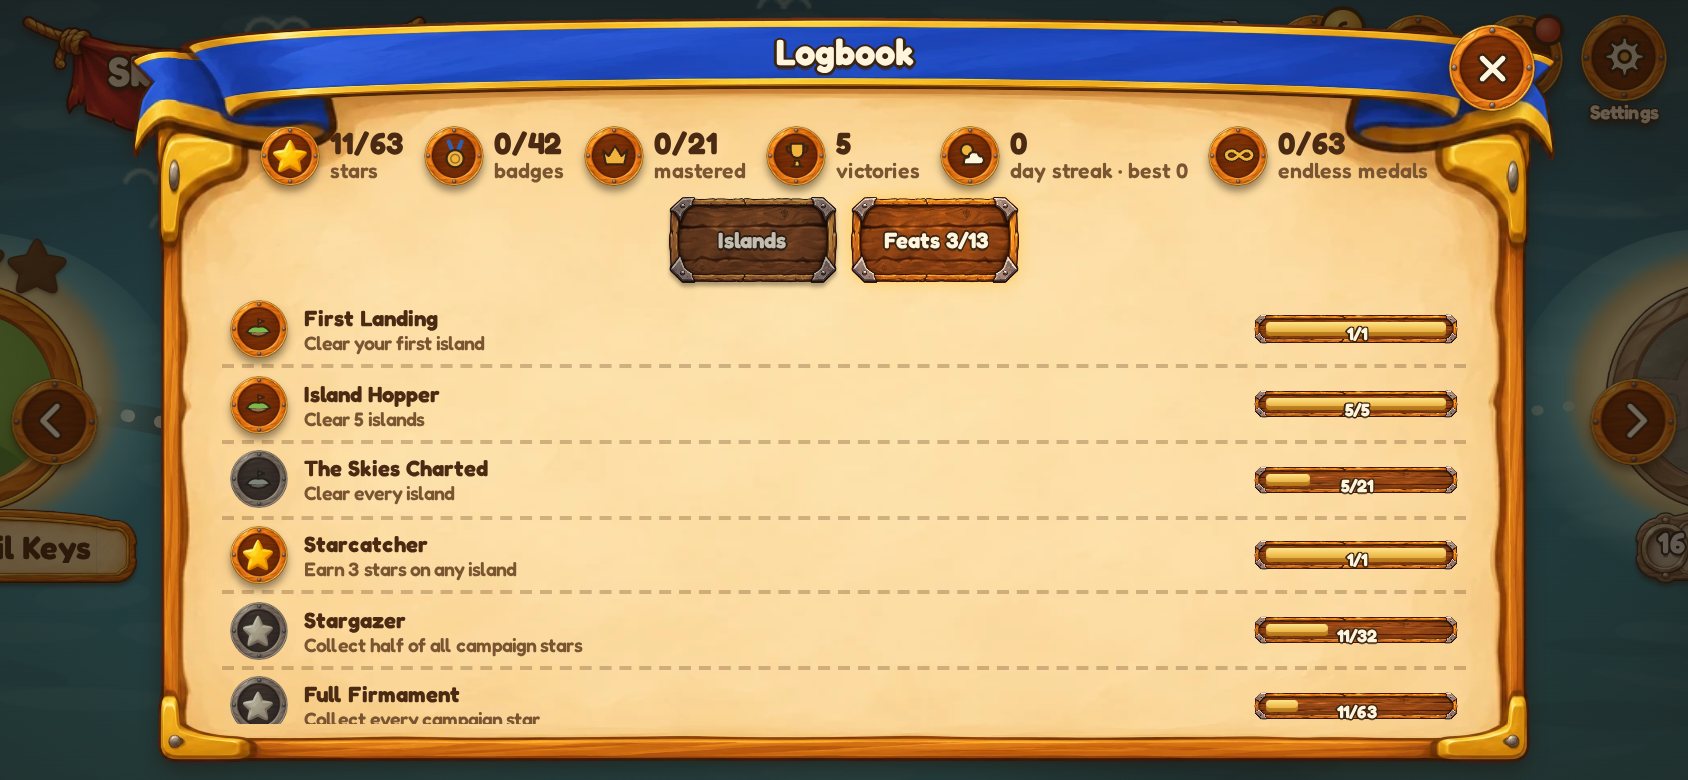 Logbook
Settings
11/63
stars
0/42
badges
0/21
mastered
5
victories
0
day streak · best 0
0/63
endless medals
Islands
Feats 3/13
First Landing
Clear your first island
1/1
Island Hopper
Clear 5 islands
5/5
The Skies Charted
Clear every island
5/21
Starcatcher
Earn 3 stars on any island
1/1
Stargazer
Collect half of all campaign stars
11/32
Full Firmament
Collect every campaign star
11/63
Keys
16